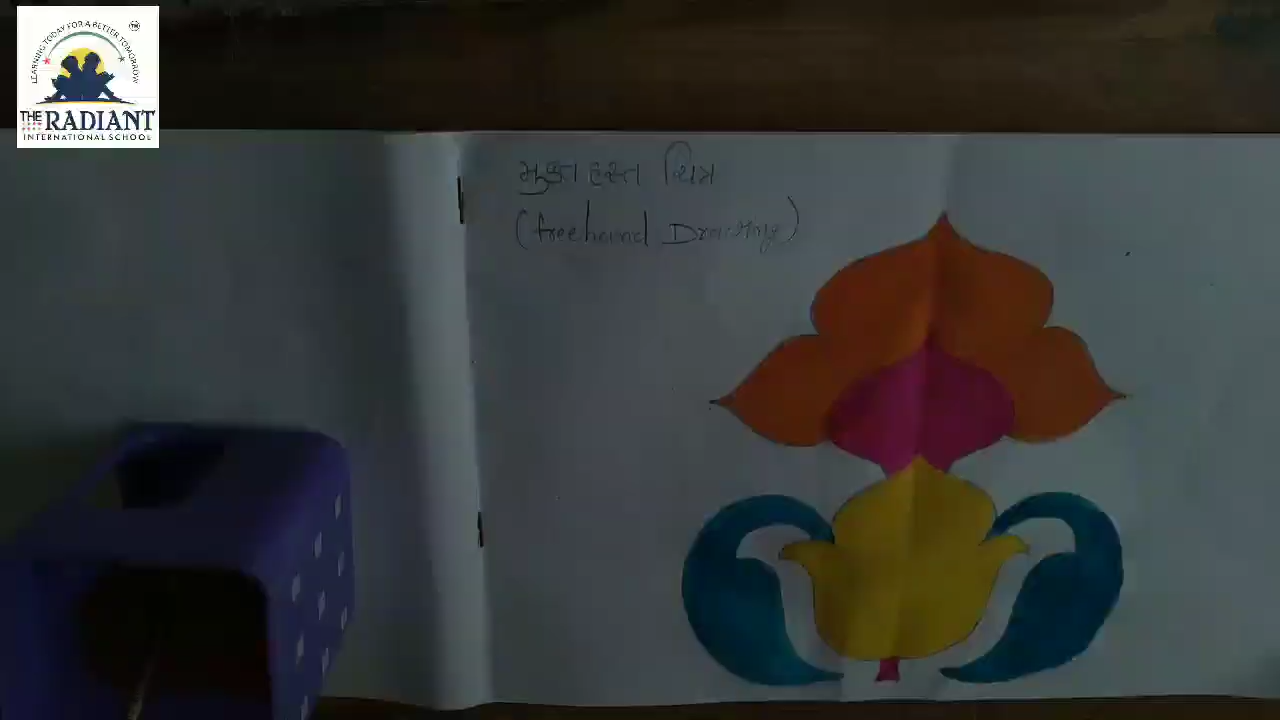 LEARNING TODAY FOR A BETTER TOMORROW
THE RADIANT
INTERNATIONAL SCHOOL
मुक्त हस्त चित्र
(freehand Drawing)